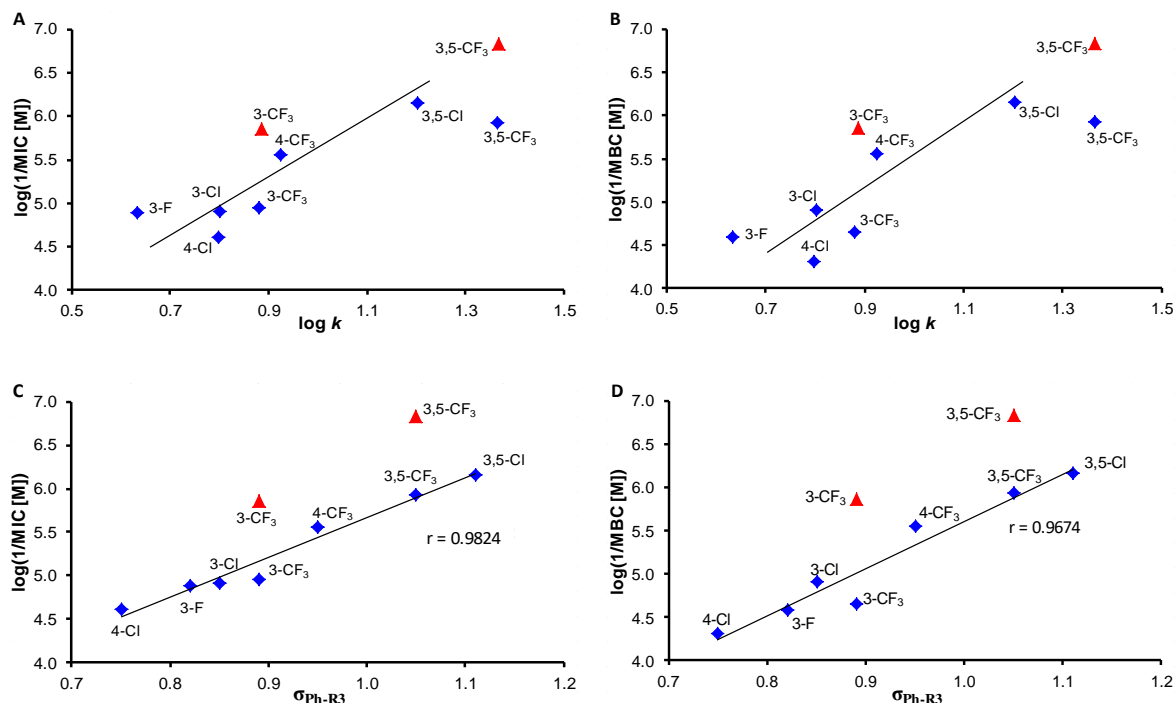 A
7.0
6.5
6.0
5.5
5.0
4.5
4.0
log(1/MIC [M])
3,5-CF₃
3-CF₃
4-CF₃
3,5-Cl
3,5-CF₃
3-F
3-Cl
3-CF₃
4-Cl
0.5 0.7 0.9 1.1 1.3 1.5
log k
B
7.0
6.5
6.0
5.5
5.0
4.5
4.0
log(1/MBC [M])
3,5-CF₃
3-CF₃
4-CF₃
3,5-Cl
3,5-CF₃
3-Cl
3-F
4-Cl
3-CF₃
0.5 0.7 0.9 1.1 1.3 1.5
log k
C
7.0
6.5
6.0
5.5
5.0
4.5
4.0
log(1/MIC [M])
3,5-CF₃
3,5-Cl
3,5-CF₃
3-CF₃
4-CF₃
r = 0.9824
3-Cl
3-CF₃
3-F
4-Cl
0.7 0.8 0.9 1.0 1.1 1.2
σPh-R3
D
7.0
6.5
6.0
5.5
5.0
4.5
4.0
log(1/MBC [M])
3,5-CF₃
3,5-Cl
3,5-CF₃
3-CF₃
4-CF₃
r = 0.9674
3-Cl
3-CF₃
4-Cl
3-F
0.7 0.8 0.9 1.0 1.1 1.2
σPh-R3